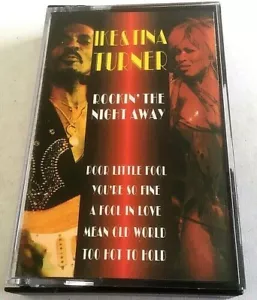 IKE & TINA
TURNER
ROCKIN' THE
NIGHT AWAY
POOR LITTLE FOOL
YOU'RE SO FINE
A FOOL IN LOVE
MEAN OLD WORLD
TOO HOT TO HOLD